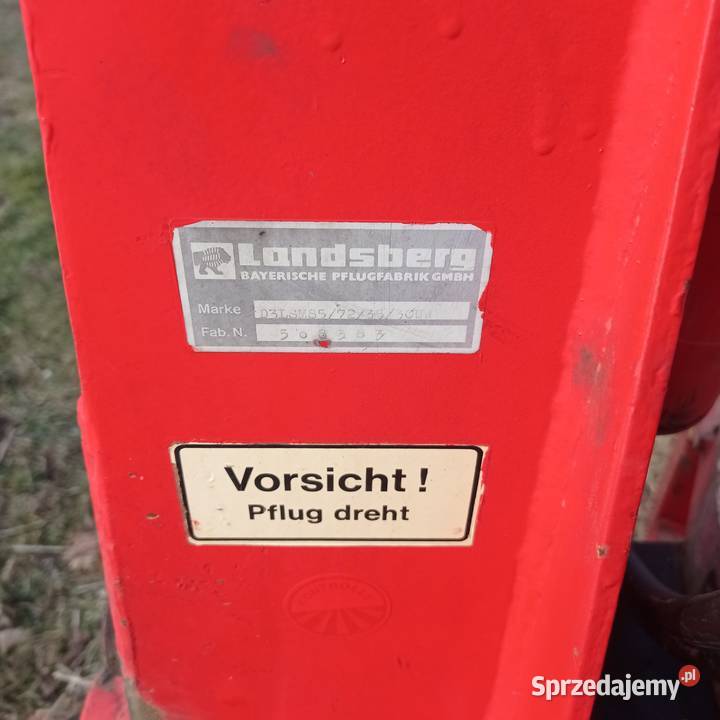 Landsberg
BAYERISCHE PFLUGFABRIK GMBH
Marke
Fab. N.
Vorsicht !
Pflug dreht
Sprzedajemy.pl